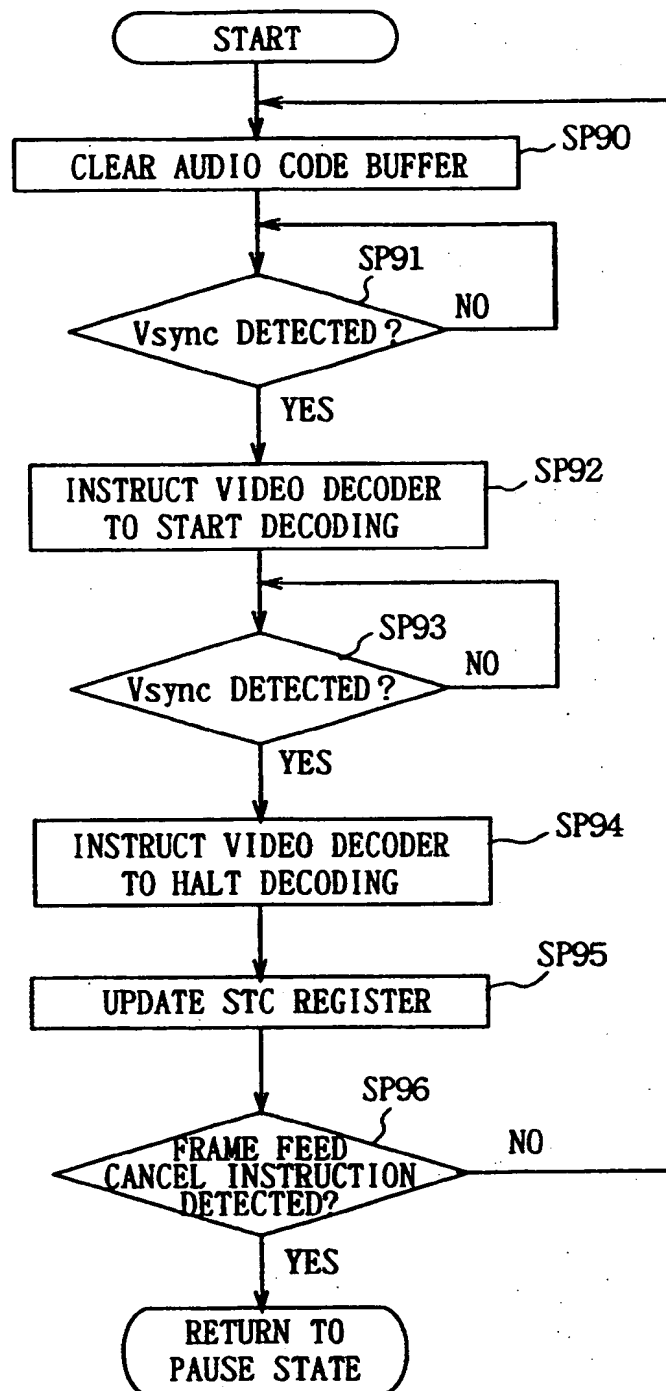 START
SP90
CLEAR AUDIO CODE BUFFER
SP91
Vsync DETECTED?
NO
YES
SP92
INSTRUCT VIDEO DECODER
TO START DECODING
SP93
Vsync DETECTED?
NO
YES
SP94
INSTRUCT VIDEO DECODER
TO HALT DECODING
SP95
UPDATE STC REGISTER
SP96
FRAME FEED
CANCEL INSTRUCTION
DETECTED?
NO
YES
RETURN TO
PAUSE STATE